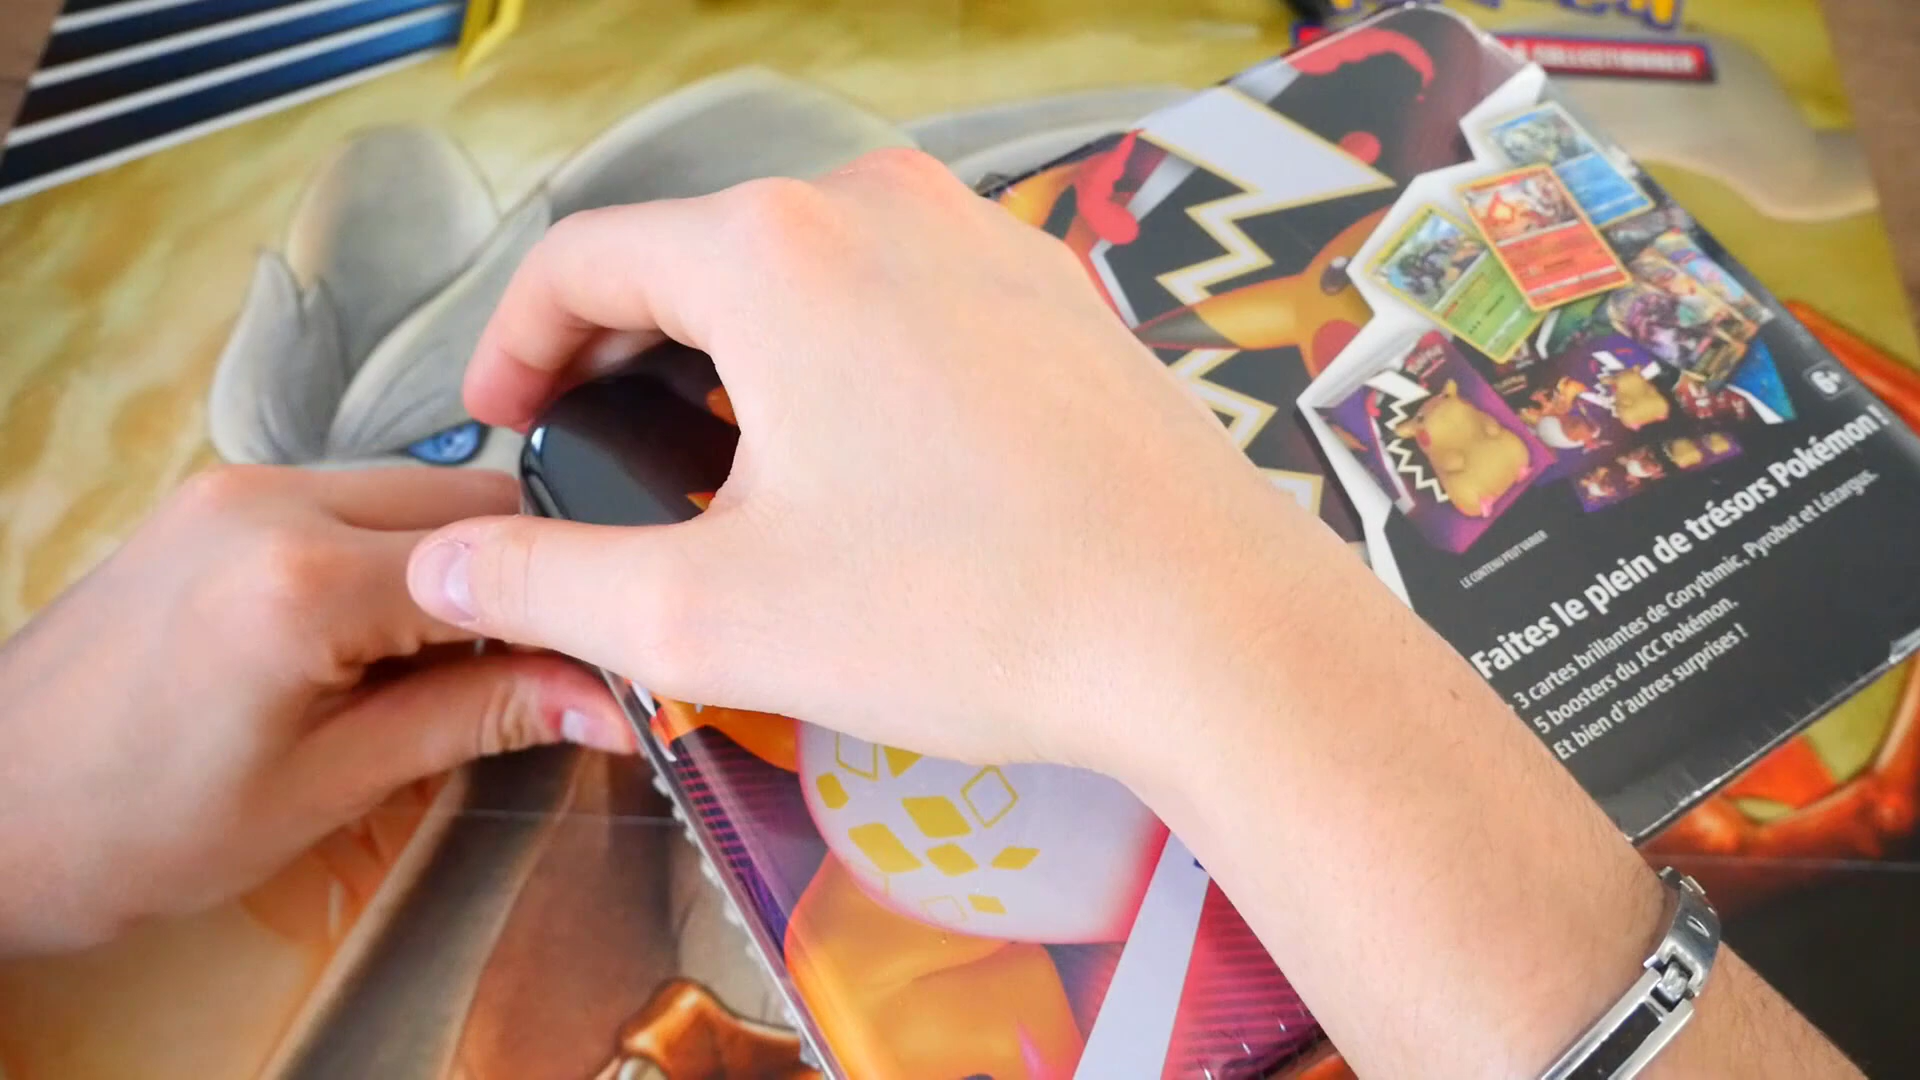 6+
LE CONTENU PEUT VARIER
Faites le plein de trésors Pokémon !
3 cartes brillantes de Gorythmic, Pyrobut et Lézargus.
5 boosters du JCC Pokémon.
Et bien d'autres surprises !